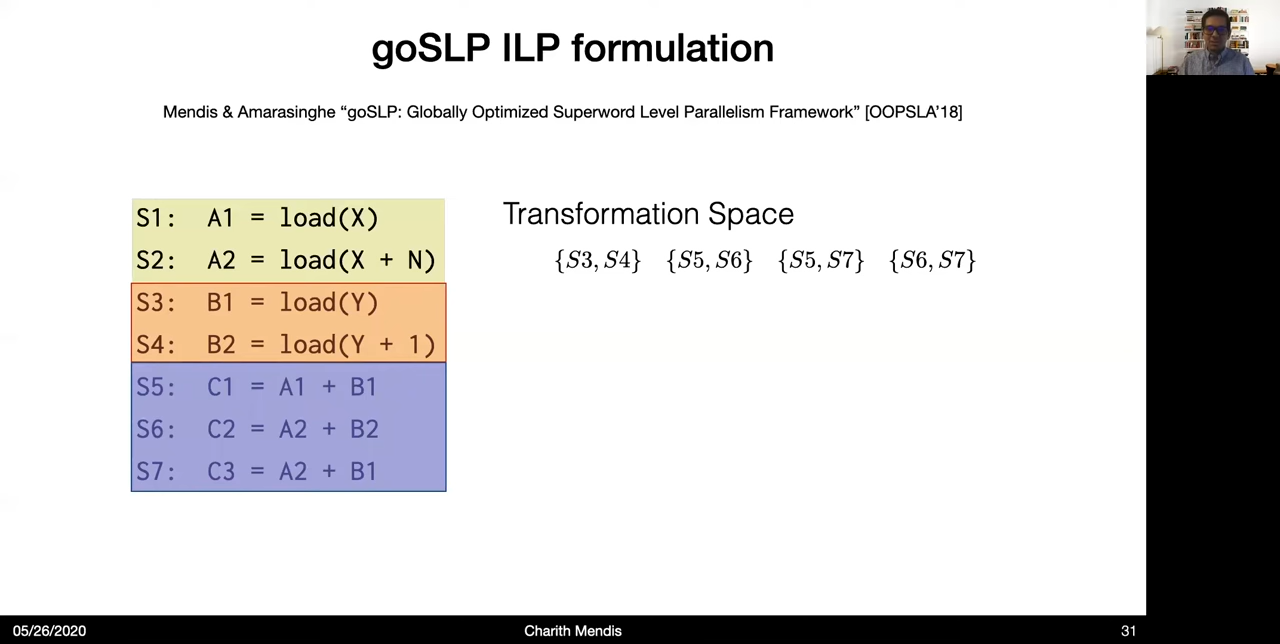 goSLP ILP formulation
Mendis & Amarasinghe “goSLP: Globally Optimized Superword Level Parallelism Framework” [OOPSLA’18]
S1: A1 = load(X)
S2: A2 = load(X + N)
S3: B1 = load(Y)
S4: B2 = load(Y + 1)
S5: C1 = A1 + B1
S6: C2 = A2 + B2
S7: C3 = A2 + B1
Transformation Space
{S3, S4} {S5, S6} {S5, S7} {S6, S7}
05/26/2020
Charith Mendis
31